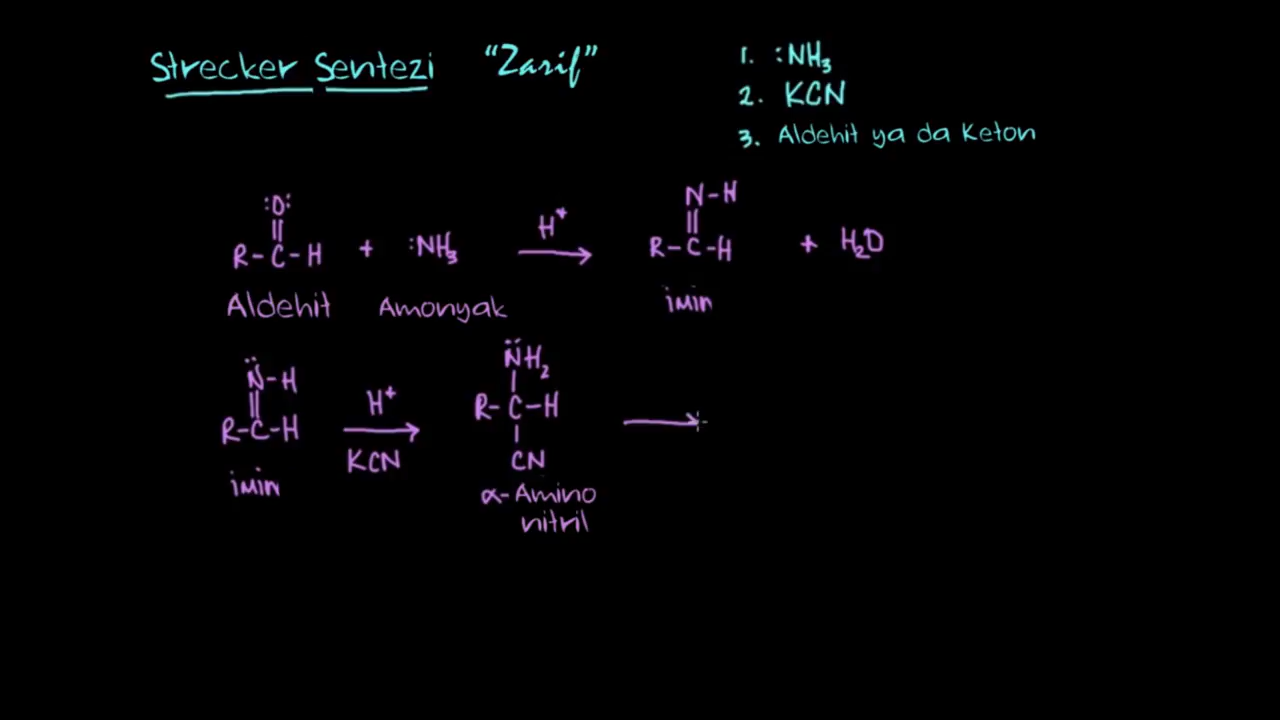 Strecker Sentezi "Zarif"
1. :NH₃
2. KCN
3. Aldehit ya da Keton
:O:
||
R-C-H + :NH₃ H⁺ → N-H
||
R-C-H + H₂O
Aldehit Amonyak imin
N̈-H
||
R-C-H
imin
H⁺
→
KCN
N̈H₂
|
R-C-H
|
CN
→
α-Amino
nitril